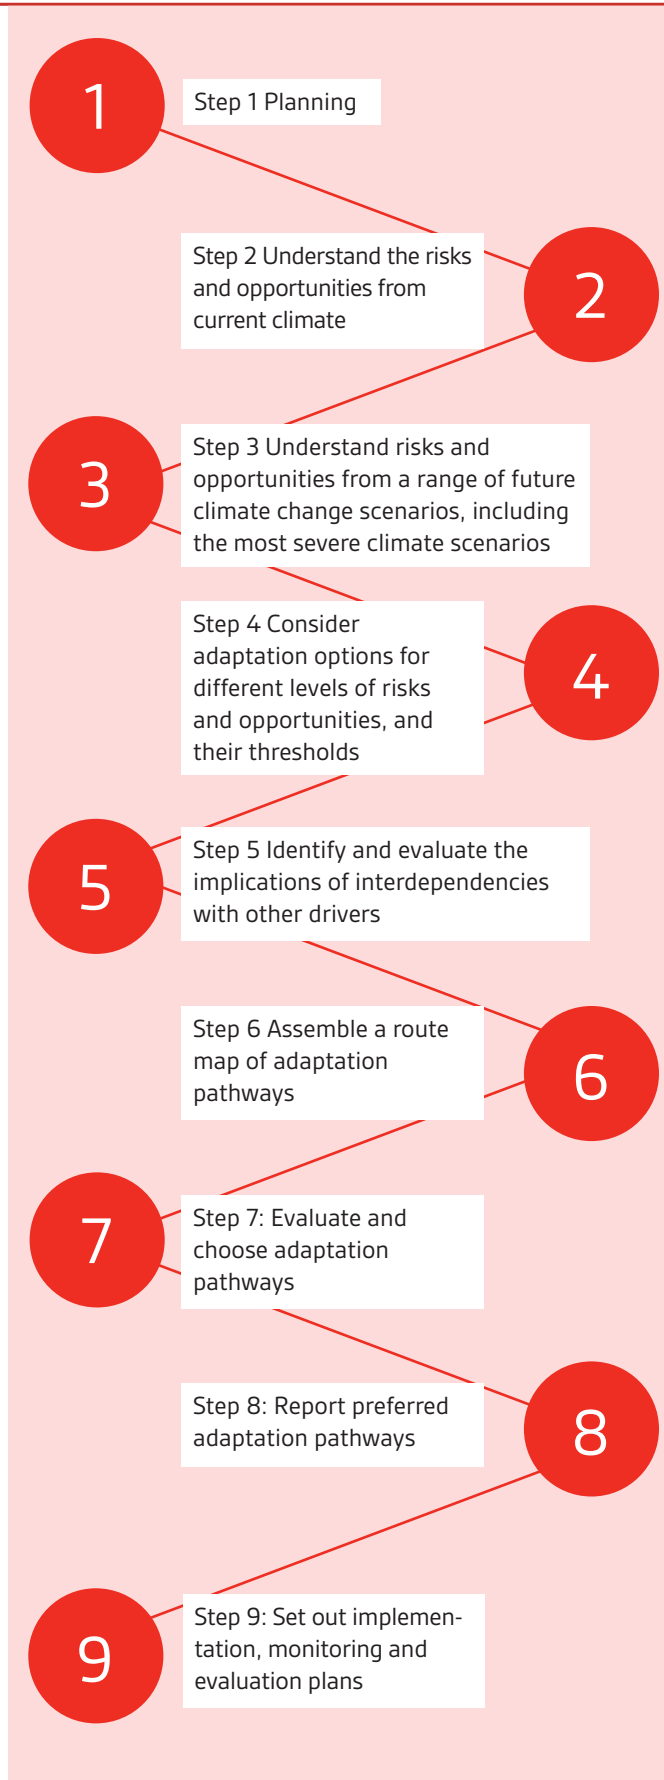 1
Step 1 Planning
Step 2 Understand the risks
and opportunities from
current climate
2
3
Step 3 Understand risks and
opportunities from a range of future
climate change scenarios, including
the most severe climate scenarios
Step 4 Consider
adaptation options for
different levels of risks
and opportunities, and
their thresholds
4
5
Step 5 Identify and evaluate the
implications of interdependencies
with other drivers
Step 6 Assemble a route
map of adaptation
pathways
6
7
Step 7: Evaluate and
choose adaptation
pathways
Step 8: Report preferred
adaptation pathways
8
9
Step 9: Set out implemen-
tation, monitoring and
evaluation plans